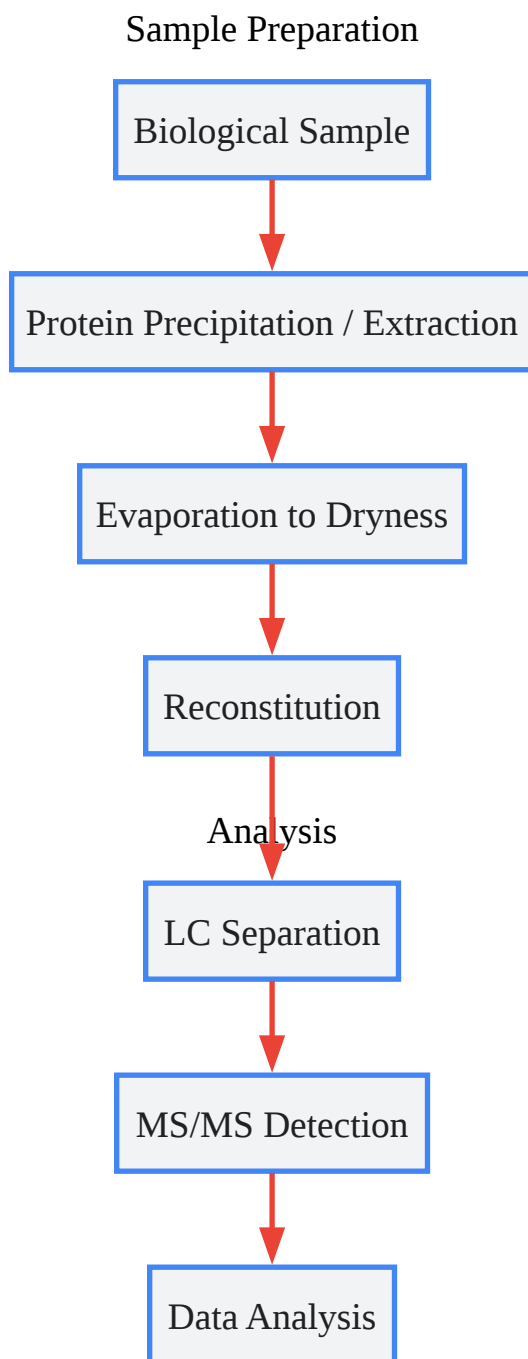 Sample Preparation
Biological Sample
Protein Precipitation / Extraction
Evaporation to Dryness
Reconstitution
Analysis
LC Separation
MS/MS Detection
Data Analysis